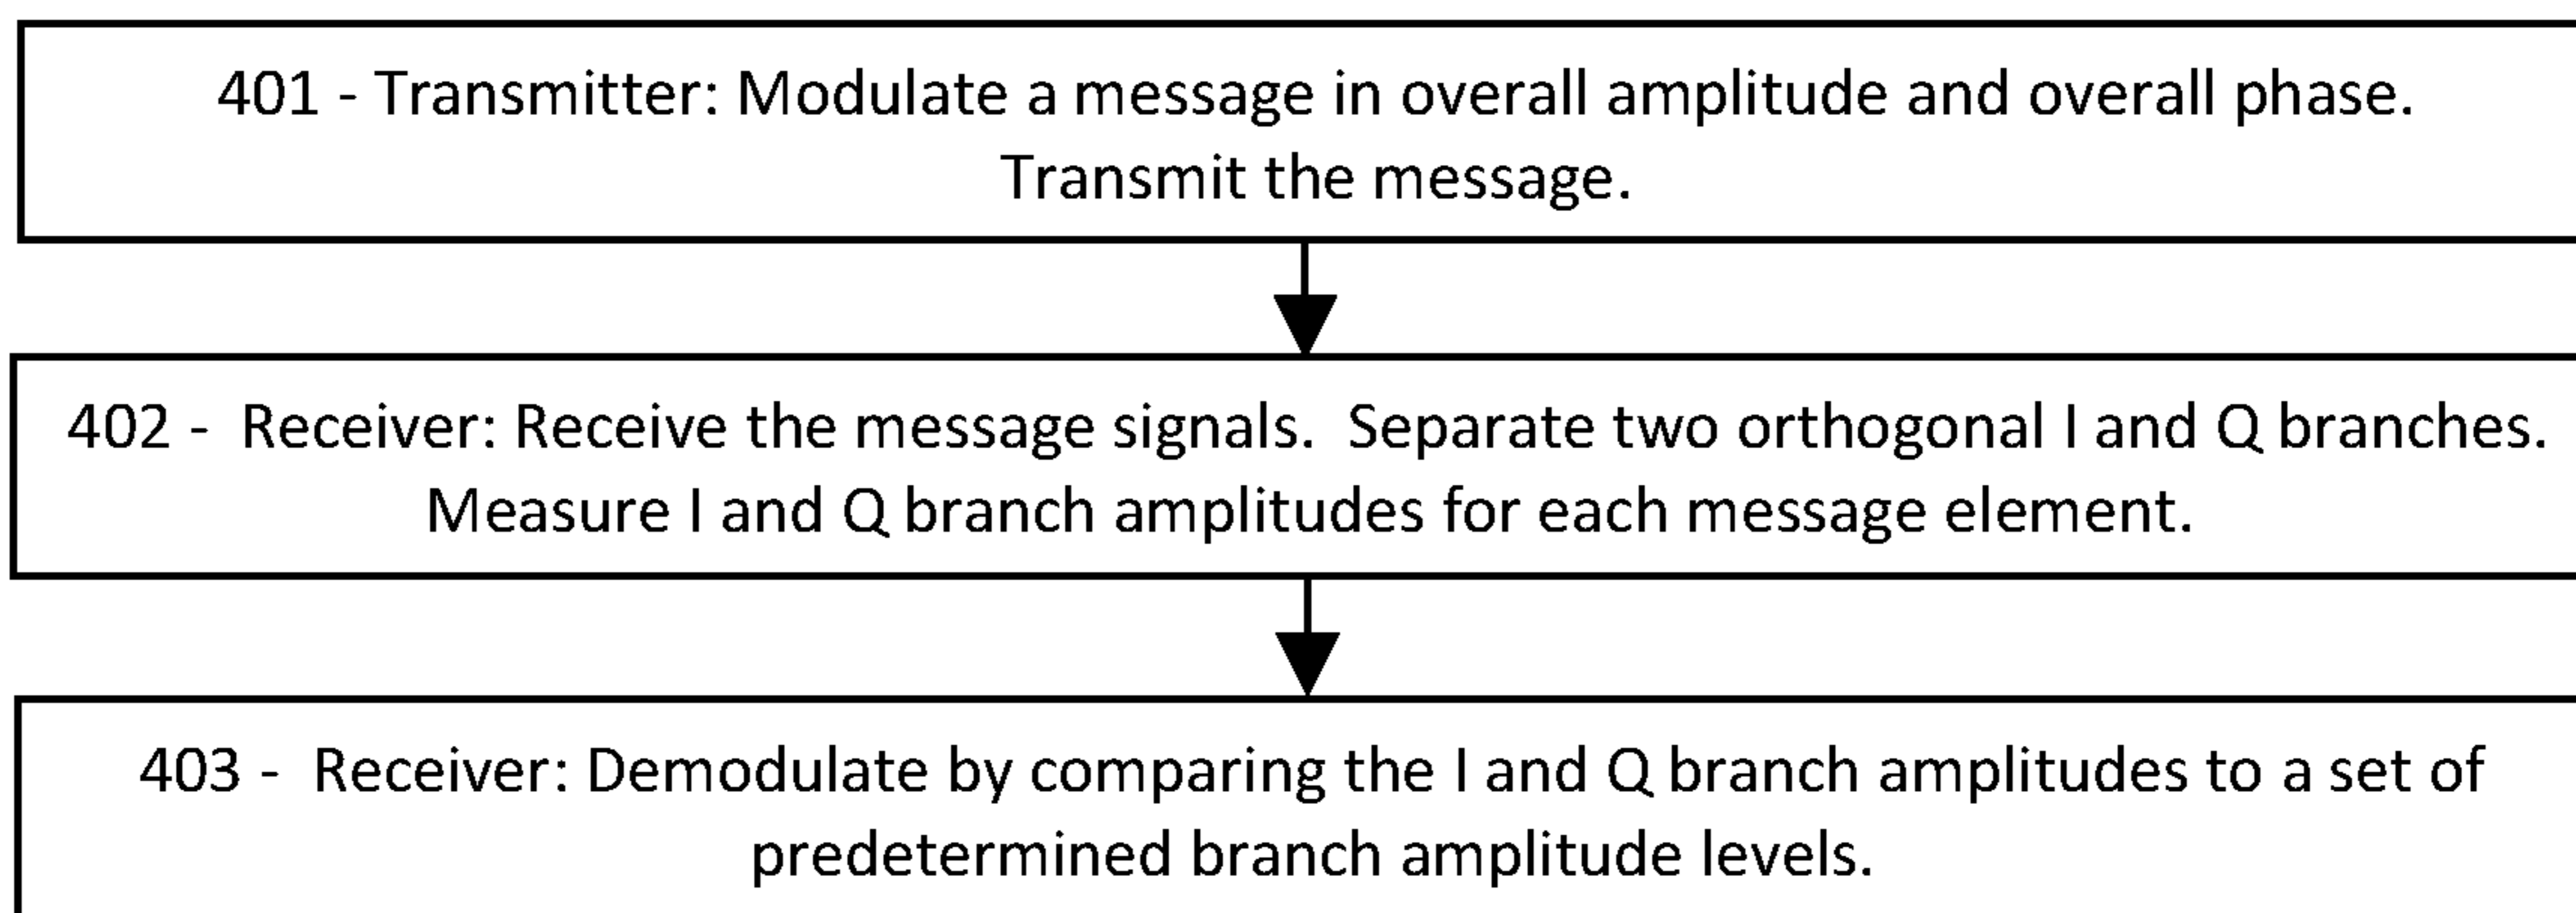 401 - Transmitter: Modulate a message in overall amplitude and overall phase.
Transmit the message.
402 -  Receiver: Receive the message signals.  Separate two orthogonal I and Q branches.
Measure I and Q branch amplitudes for each message element.
403 -  Receiver: Demodulate by comparing the I and Q branch amplitudes to a set of
predetermined branch amplitude levels.